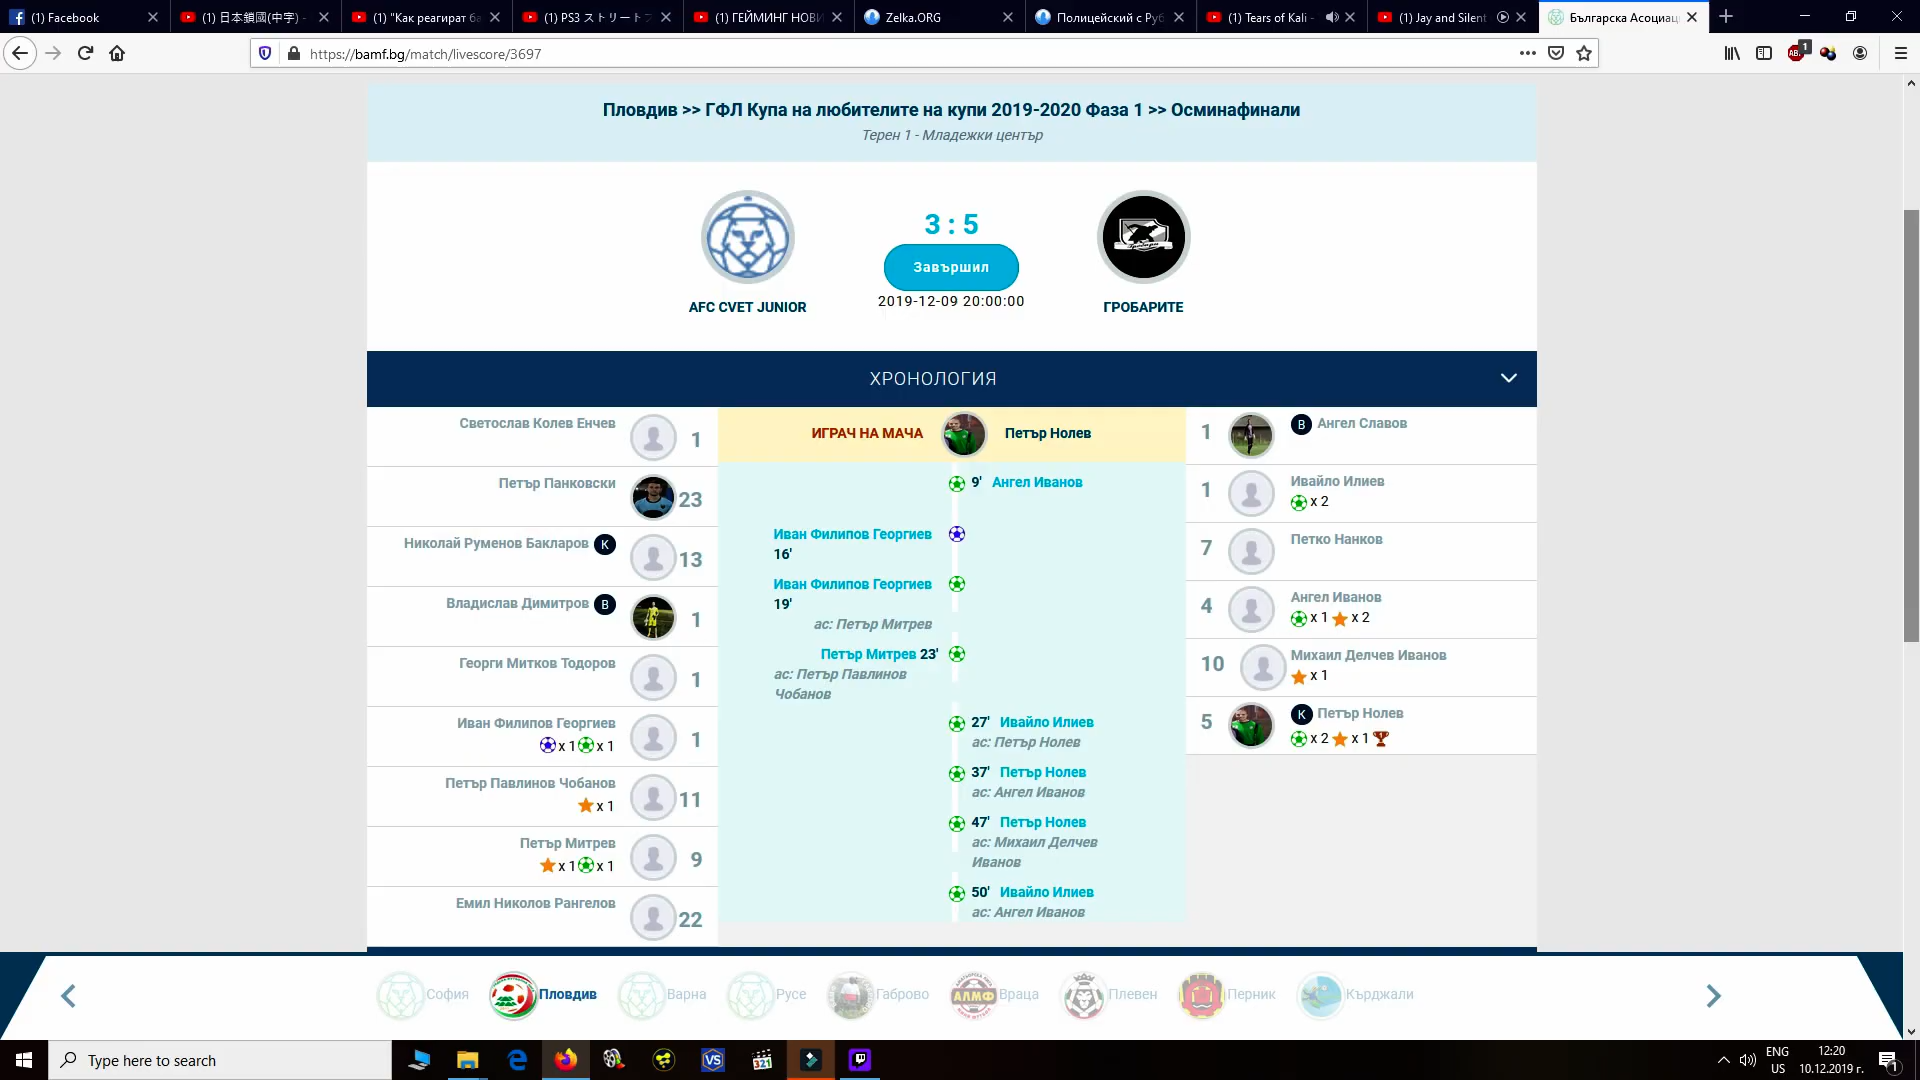 (1) Facebook
(1) 日本鎖國(中字) -
(1) "Как реагират ба
(1) PS3 ストリートフ
(1) ГЕЙМИНГ НОВИ
Zelka.ORG
Полицейский с Руб
(1) Tears of Kali -
(1) Jay and Silent
Българска Асоциаци
https://bamf.bg/match/livescore/3697
1
Пловдив >> ГФЛ Купа на любителите на купи 2019-2020 Фаза 1 >> Осминафинали
Терен 1 - Младежки център
3 : 5
Завършил
2019-12-09 20:00:00
AFC CVET JUNIOR
ГРОБАРИТЕ
ХРОНОЛОГИЯ
Светослав Колев Енчев 1
Петър Панковски 23
Николай Руменов Бакларов K 13
Владислав Димитров B 1
Георги Митков Тодоров 1
Иван Филипов Георгиев 1
x 1 x 1
Петър Павлинов Чобанов 11
x 1
Петър Митрев 9
x 1 x 1
Емил Николов Рангелов 22
ИГРАЧ НА МАЧА Петър Нолев
9' Ангел Иванов
Иван Филипов Георгиев
16'
Иван Филипов Георгиев
19'
ас: Петър Митрев
Петър Митрев 23'
ас: Петър Павлинов
Чобанов
27' Ивайло Илиев
ас: Петър Нолев
37' Петър Нолев
ас: Ангел Иванов
47' Петър Нолев
ас: Михаил Делчев
Иванов
50' Ивайло Илиев
ас: Ангел Иванов
1 B Ангел Славов
1 Ивайло Илиев
x 2
7 Петко Нанков
4 Ангел Иванов
x 1 x 2
10 Михаил Делчев Иванов
x 1
5 K Петър Нолев
x 2 x 1
София Пловдив Варна Русе Габрово АЛМФ Враца Плевен Перник Кърджали
Type here to search
VS
321
ENG
US
12:20
10.12.2019 г.
1